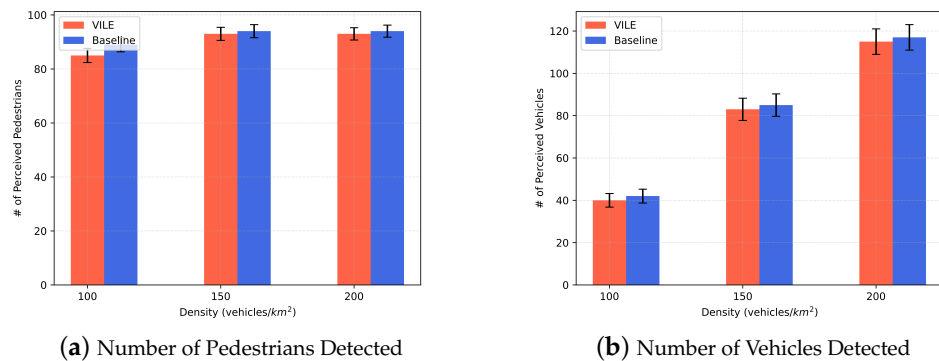 VILE
Baseline
# of Perceived Pedestrians
0
20
40
60
80
100
100
150
200
Density (vehicles/km²)
(a) Number of Pedestrians Detected
VILE
Baseline
# of Perceived Vehicles
0
20
40
60
80
100
120
100
150
200
Density (vehicles/km²)
(b) Number of Vehicles Detected